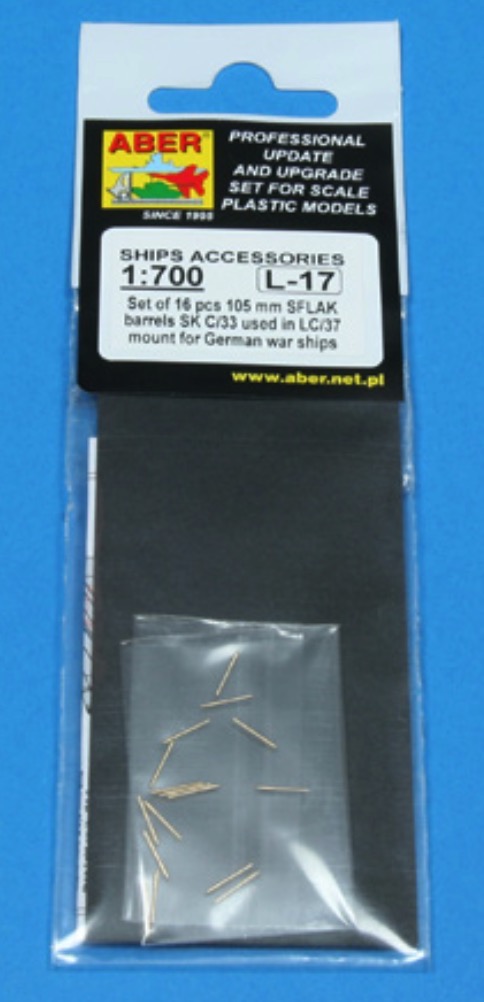 ABER®
SINCE 1995
PROFESSIONAL
UPDATE
AND UPGRADE
SET FOR SCALE
PLASTIC MODELS
SHIPS ACCESSORIES
1:700 L-17
Set of 16 pcs 105 mm SFLAK
barrels SK C/33 used in LC/37
mount for German war ships
www.aber.net.pl